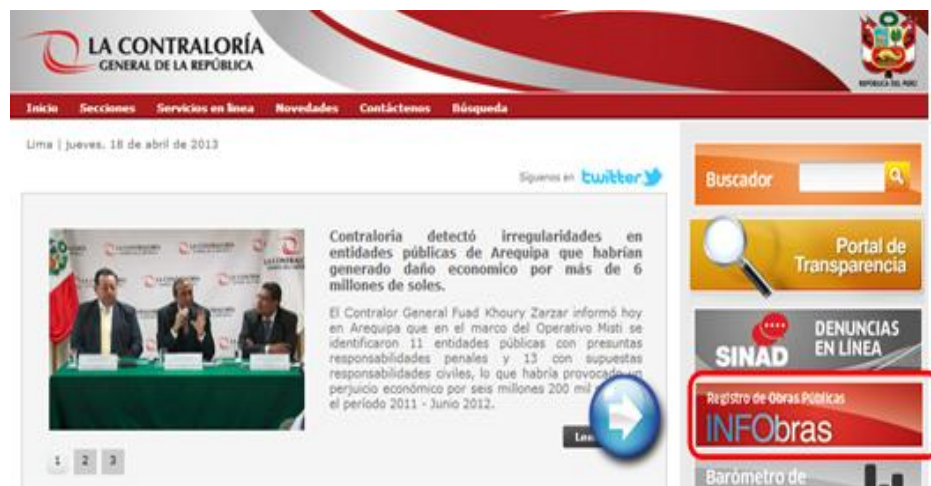 LA CONTRALORÍA
GENERAL DE LA REPÚBLICA
REPÚBLICA DEL PERÚ
Inicio Secciones Servicios en línea Novedades Contáctenos Búsqueda
Lima | jueves, 18 de abril de 2013
Síguenos en twitter
Buscador
Portal de
Transparencia
Contraloria detectó irregularidades en
entidades públicas de Arequipa que habrían
generado daño economico por más de 6
millones de soles.
El Contralor General Fuad Khoury Zarzar informó hoy
en Arequipa que en el marco del Operativo Misti se
identificaron 11 entidades públicas con presuntas
responsabilidades penales y 13 con supuestas
responsabilidades civiles, lo que habría provocado un
perjuicio económico por seis millones 200 mil
el período 2011 - Junio 2012.
1 2 3
SINAD DENUNCIAS
EN LÍNEA
Registro de Obras Públicas
INFObras
Barómetro de